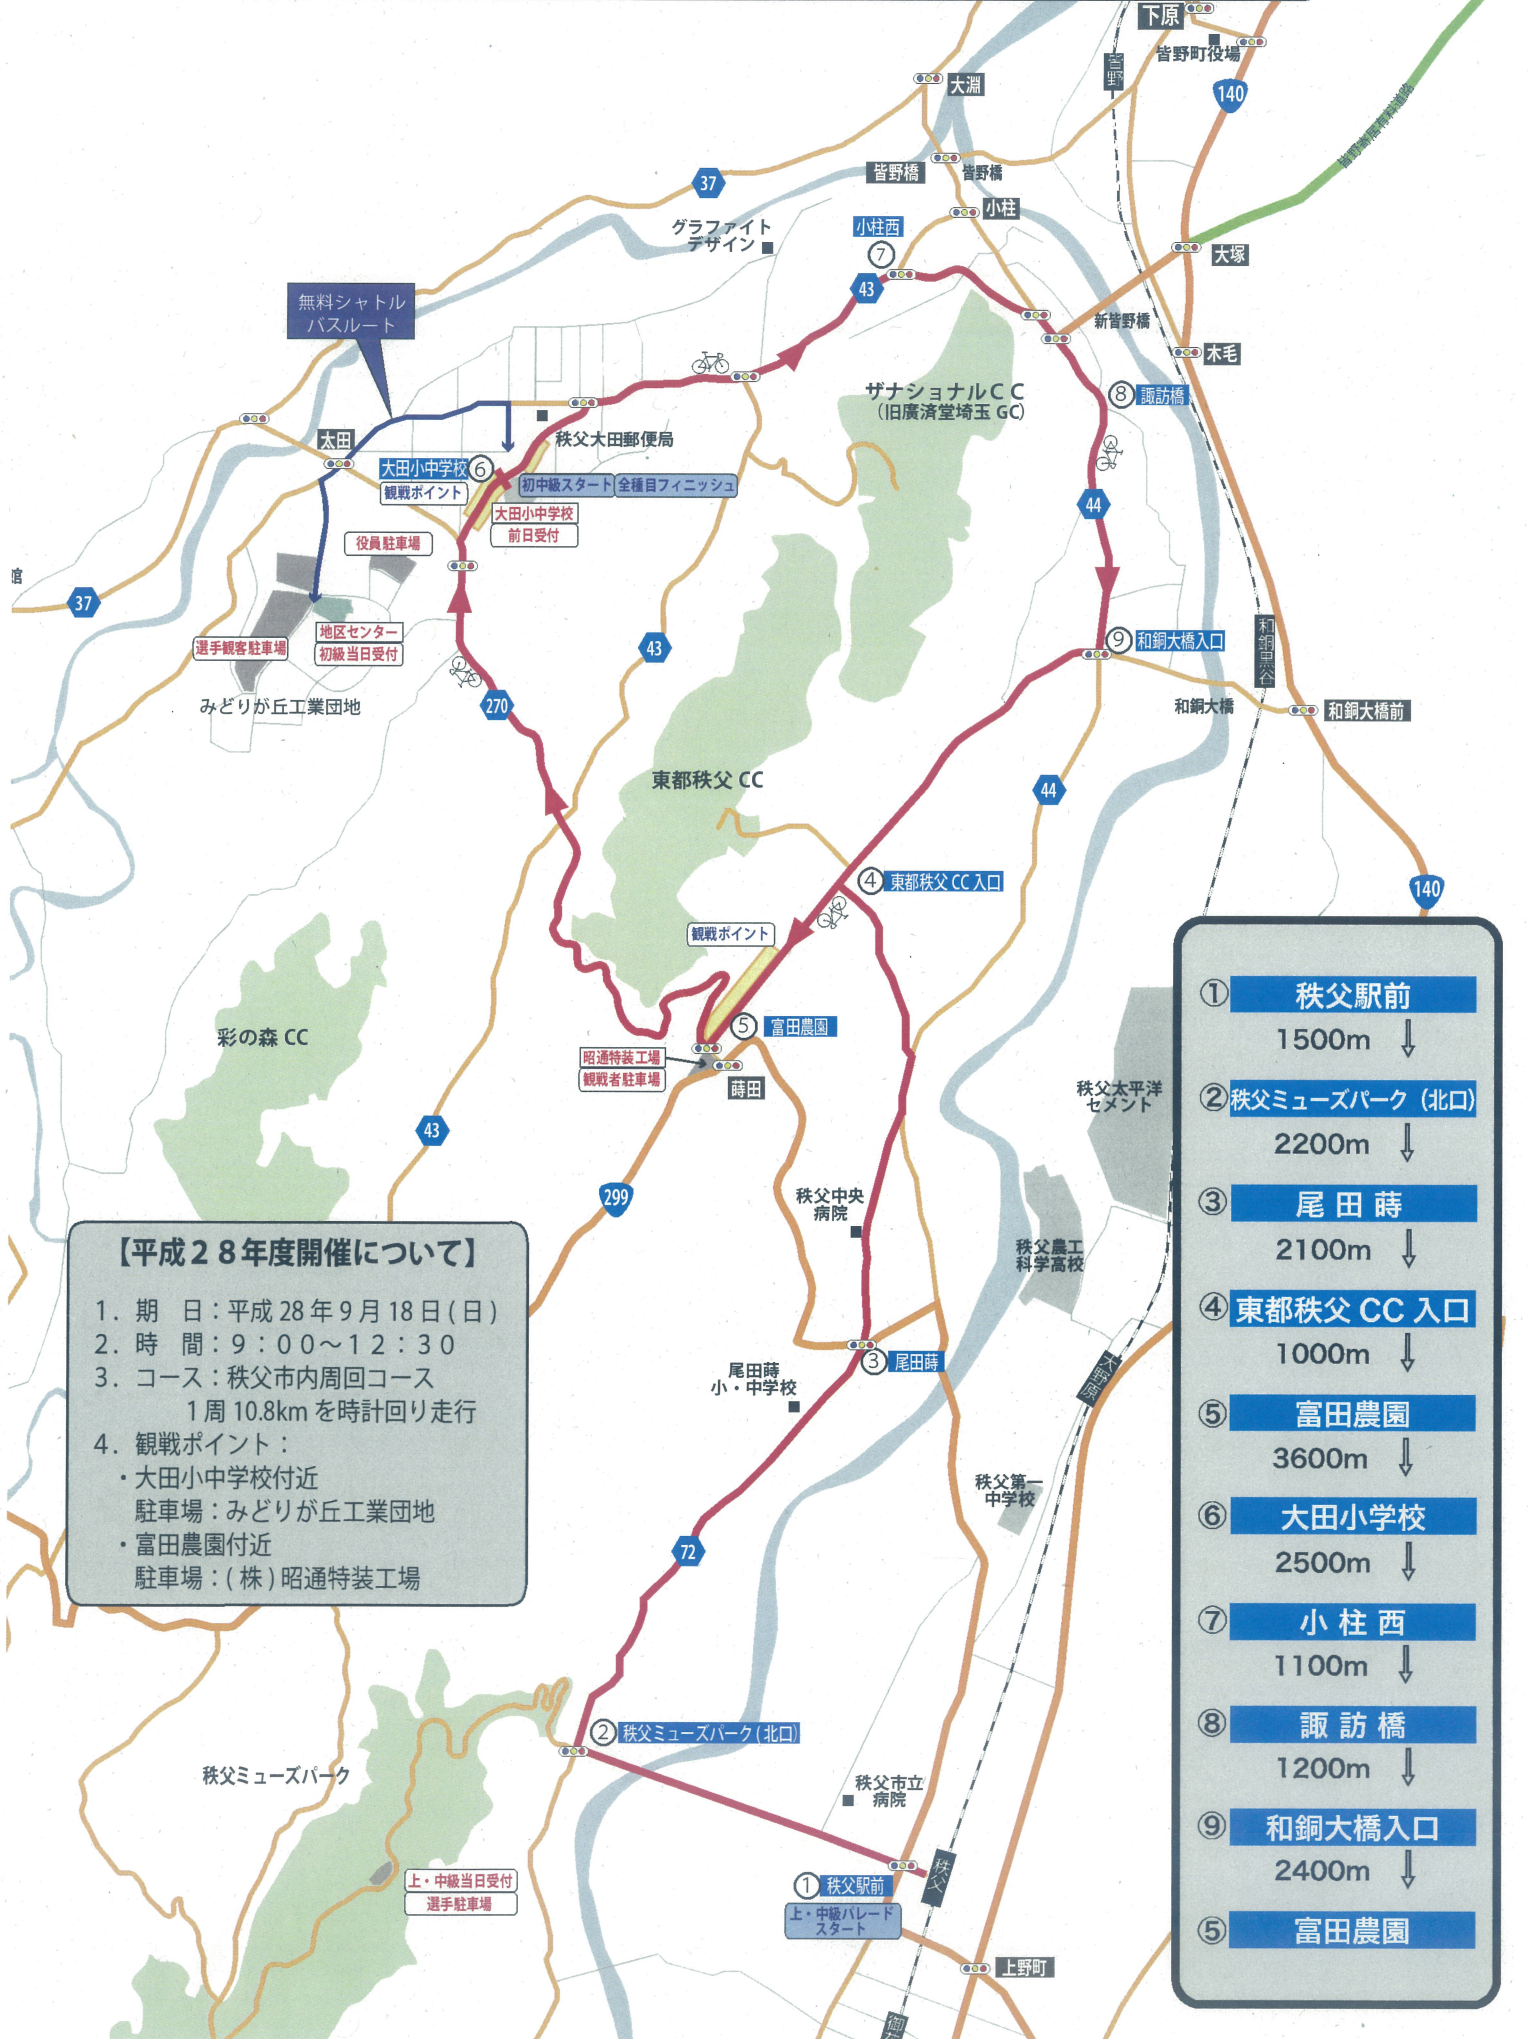 下原
皆野町役場
皆野
140
皆野寄居有料道路
大淵
皆野橋
皆野橋
37
小柱
グラファイト
デザイン
小柱西
⑦
大塚
43
無料シャトル
バスルート
新皆野橋
木毛
ザナショナルＣＣ
（旧廣済堂埼玉 GC）
⑧ 諏訪橋
太田
秩父大田郵便局
大田小中学校 ⑥
観戦ポイント
初中級スタート 全種目フィニッシュ
大田小中学校
前日受付
44
役員駐車場
館
37
地区センター
初級当日受付
選手観客駐車場
43
⑨ 和銅大橋入口
和銅黒谷
みどりが丘工業団地
270
和銅大橋
和銅大橋前
東都秩父 CC
44
④ 東都秩父 CC 入口
140
観戦ポイント
彩の森 CC
⑤ 富田農園
昭通特装工場
観戦者駐車場
蒔田
秩父太平洋
セメント
43
299
秩父中央
病院
秩父農工
科学高校
大野原
尾田蒔
小・中学校
③ 尾田蒔
秩父第一
中学校
72
② 秩父ミューズパーク(北口)
秩父ミューズパーク
秩父市立
病院
上・中級当日受付
選手駐車場
① 秩父駅前
秩父
上・中級パレード
スタート
上野町
【平成２８年度開催について】
1．期　日：平成 28 年 9 月 18 日 ( 日 )
2．時　間：９：００～１２：３０
3．コース：秩父市内周回コース
１周 10.8km を時計回り走行
4．観戦ポイント：
・大田小中学校付近
駐車場：みどりが丘工業団地
・富田農園付近
駐車場：( 株 ) 昭通特装工場
① 秩父駅前
1500m ⇓
② 秩父ミューズパーク（北口）
2200m ⇓
③ 尾 田 蒔
2100m ⇓
④ 東都秩父 CC 入口
1000m ⇓
⑤ 富田農園
3600m ⇓
⑥ 大田小学校
2500m ⇓
⑦ 小 柱 西
1100m ⇓
⑧ 諏 訪 橋
1200m ⇓
⑨ 和銅大橋入口
2400m ⇓
⑤ 富田農園